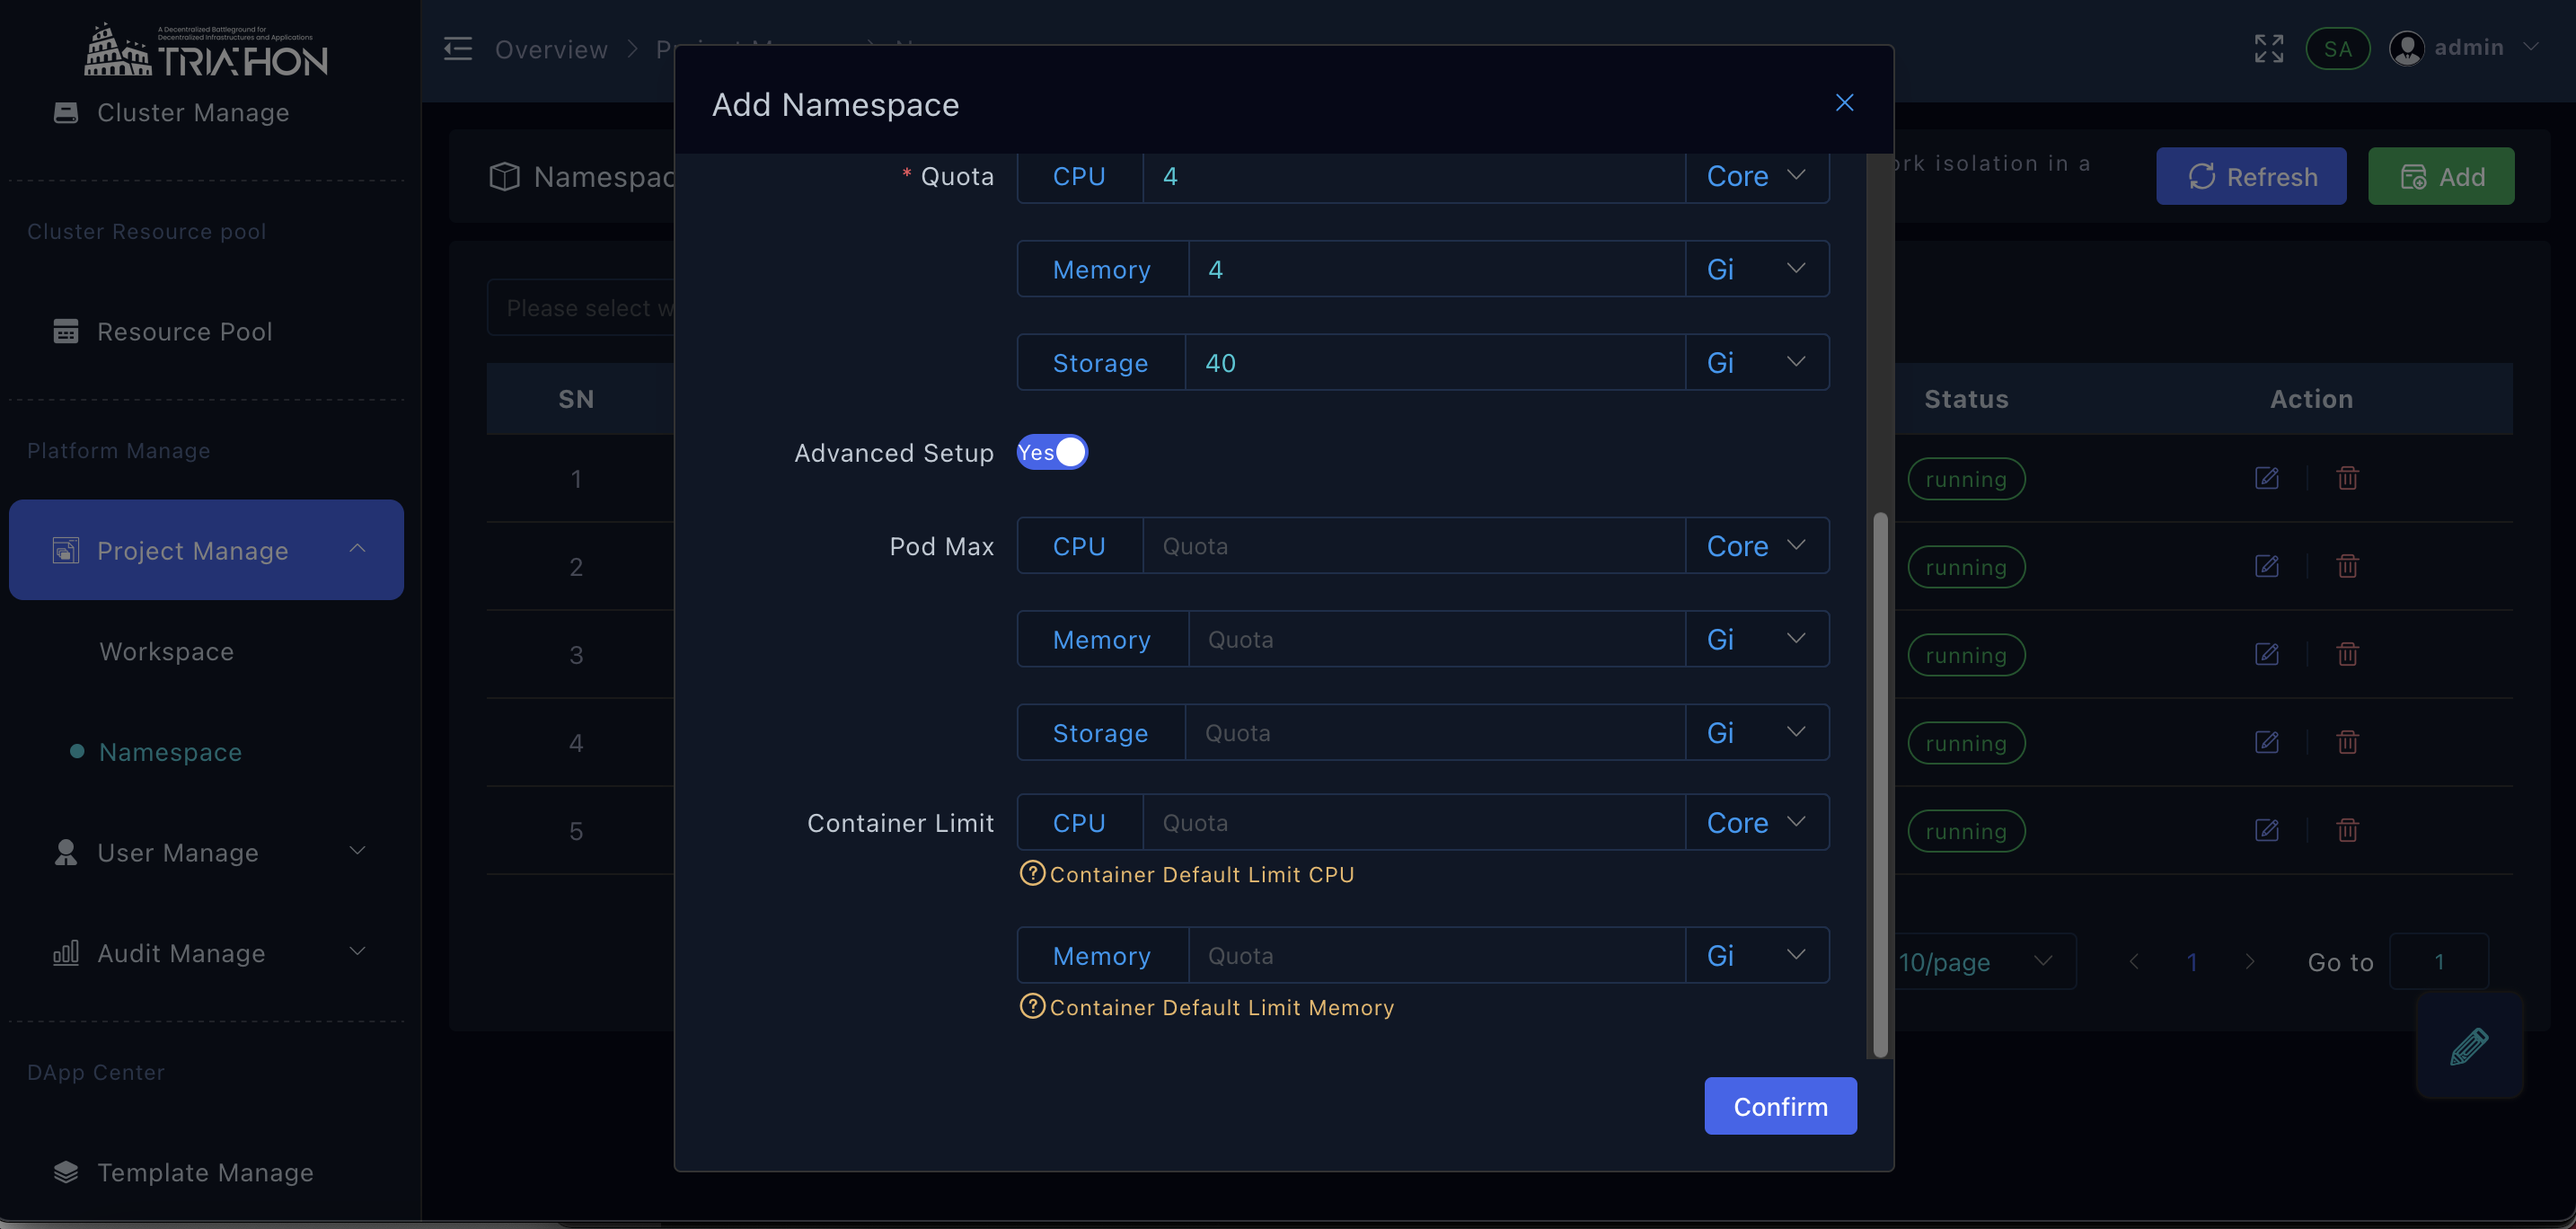 A Decentralized Battleground for
Decentralized Infrastructures and Applications
TRIATHON
Cluster Manage
Cluster Resource pool
Resource Pool
Platform Manage
Project Manage
Workspace
Namespace
User Manage
Audit Manage
DApp Center
Template Manage
Overview
SA
admin
Namespac
ork isolation in a
Refresh
Add
Please select w
SN
Status
Action
1
running
2
running
3
running
4
running
5
running
10/page
1
Go to
1
Add Namespace
* Quota
CPU
4
Core
Memory
4
Gi
Storage
40
Gi
Advanced Setup
Yes
Pod Max
CPU
Quota
Core
Memory
Quota
Gi
Storage
Quota
Gi
Container Limit
CPU
Quota
Core
Container Default Limit CPU
Memory
Quota
Gi
Container Default Limit Memory
Confirm